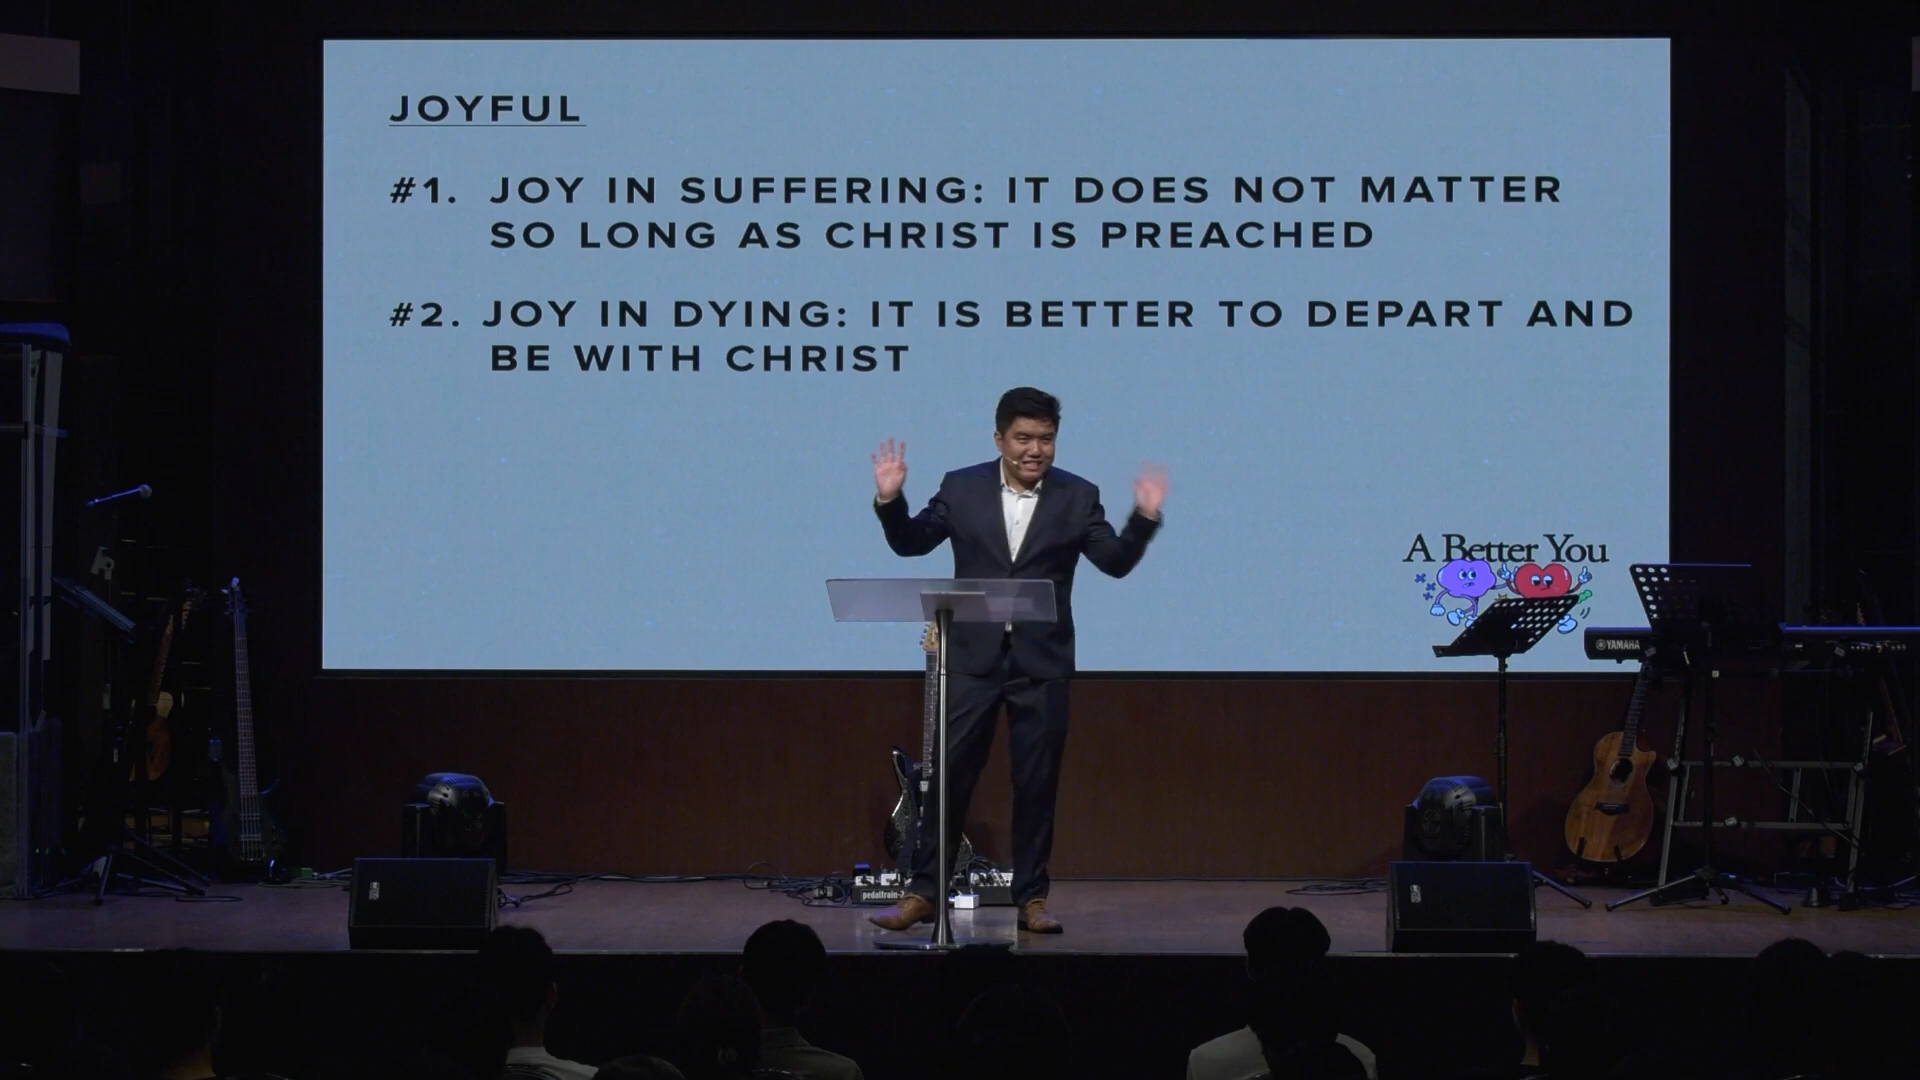 JOYFUL
#1. JOY IN SUFFERING: IT DOES NOT MATTER
SO LONG AS CHRIST IS PREACHED
#2. JOY IN DYING: IT IS BETTER TO DEPART AND
BE WITH CHRIST
A Better You
YAMAHA
pedaltrain-2